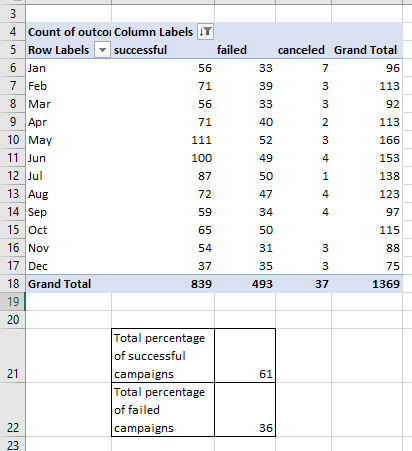 3
4 Count of outcor Column Labels
5 Row Labels successful failed canceled Grand Total
6 Jan 56 33 7 96
7 Feb 71 39 3 113
8 Mar 56 33 3 92
9 Apr 71 40 2 113
10 May 111 52 3 166
11 Jun 100 49 4 153
12 Jul 87 50 1 138
13 Aug 72 47 4 123
14 Sep 59 34 4 97
15 Oct 65 50 115
16 Nov 54 31 3 88
17 Dec 37 35 3 75
18 Grand Total 839 493 37 1369
19
20
Total percentage
of successful
21 campaigns 61
Total percentage
of failed
22 campaigns 36
23